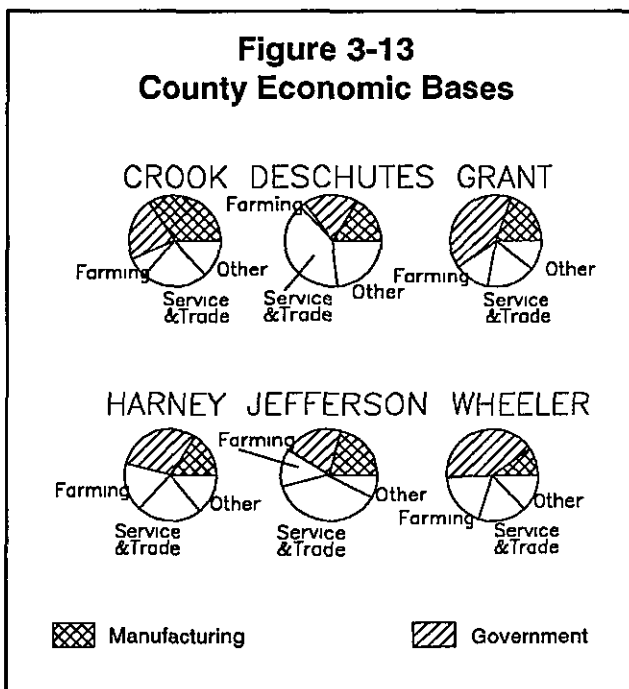 Figure 3-13
County Economic Bases
CROOK DESCHUTES GRANT
Farming
Farming Other Farming Other
Service
&Trade
Service
&Trade
Other
Service
&Trade
HARNEY JEFFERSON WHEELER
Farming
Farming Other Other Farming Other
Service
&Trade
Service
&Trade
Service
&Trade
Manufacturing Government